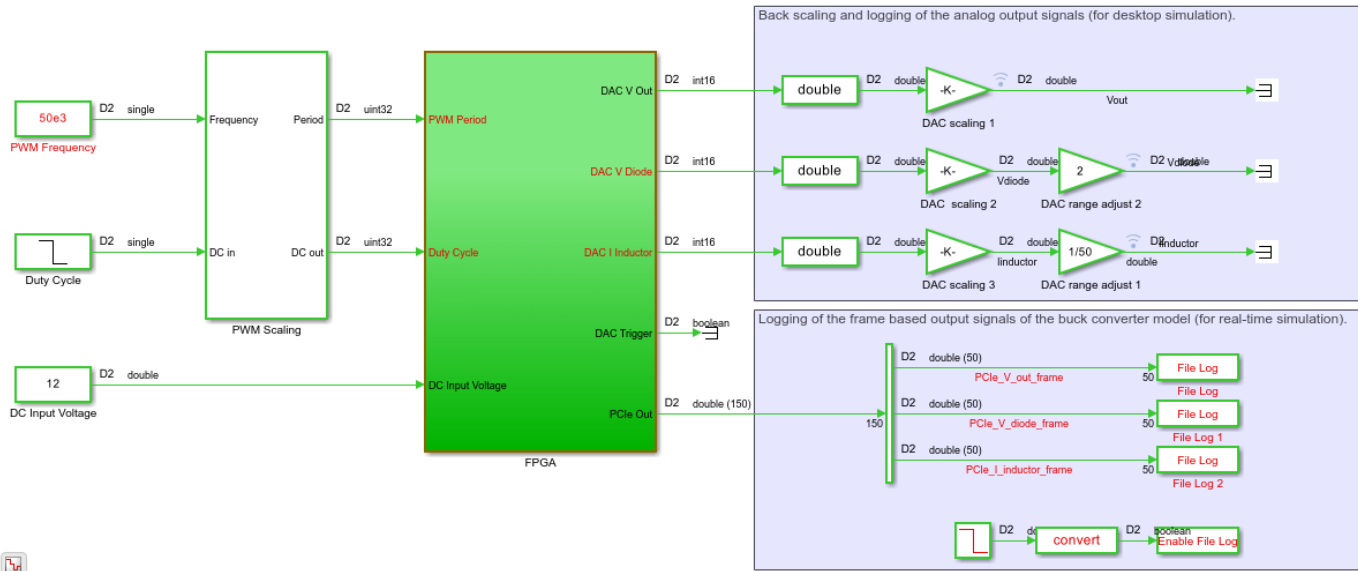 Back scaling and logging of the analog output signals (for desktop simulation).
50e3
PWM Frequency
D2 single
Frequency
Period
D2 uint32
PWM Period
Duty Cycle
D2 single
DC in
DC out
D2 uint32
Duty Cycle
PWM Scaling
12
DC Input Voltage
D2 double
DC Input Voltage
FPGA
DAC V Out
D2 int16
double
D2 double
-K-
DAC scaling 1
D2 double
Vout
DAC V Diode
D2 int16
double
D2 double
-K-
DAC scaling 2
D2 double
Vdiode
2
DAC range adjust 2
D2 double
Vdiode
DAC I Inductor
D2 int16
double
D2 double
-K-
DAC scaling 3
D2 double
Iinductor
1/50
DAC range adjust 1
D2
Iinductor
double
DAC Trigger
D2 boolean
PCIe Out
D2 double (150)
Logging of the frame based output signals of the buck converter model (for real-time simulation).
150
D2 double (50)
PCIe_V_out_frame
50
File Log
File Log
D2 double (50)
PCIe_V_diode_frame
50
File Log
File Log 1
D2 double (50)
PCIe_I_inductor_frame
50
File Log
File Log 2
D2
convert
D2 boolean
Enable File Log